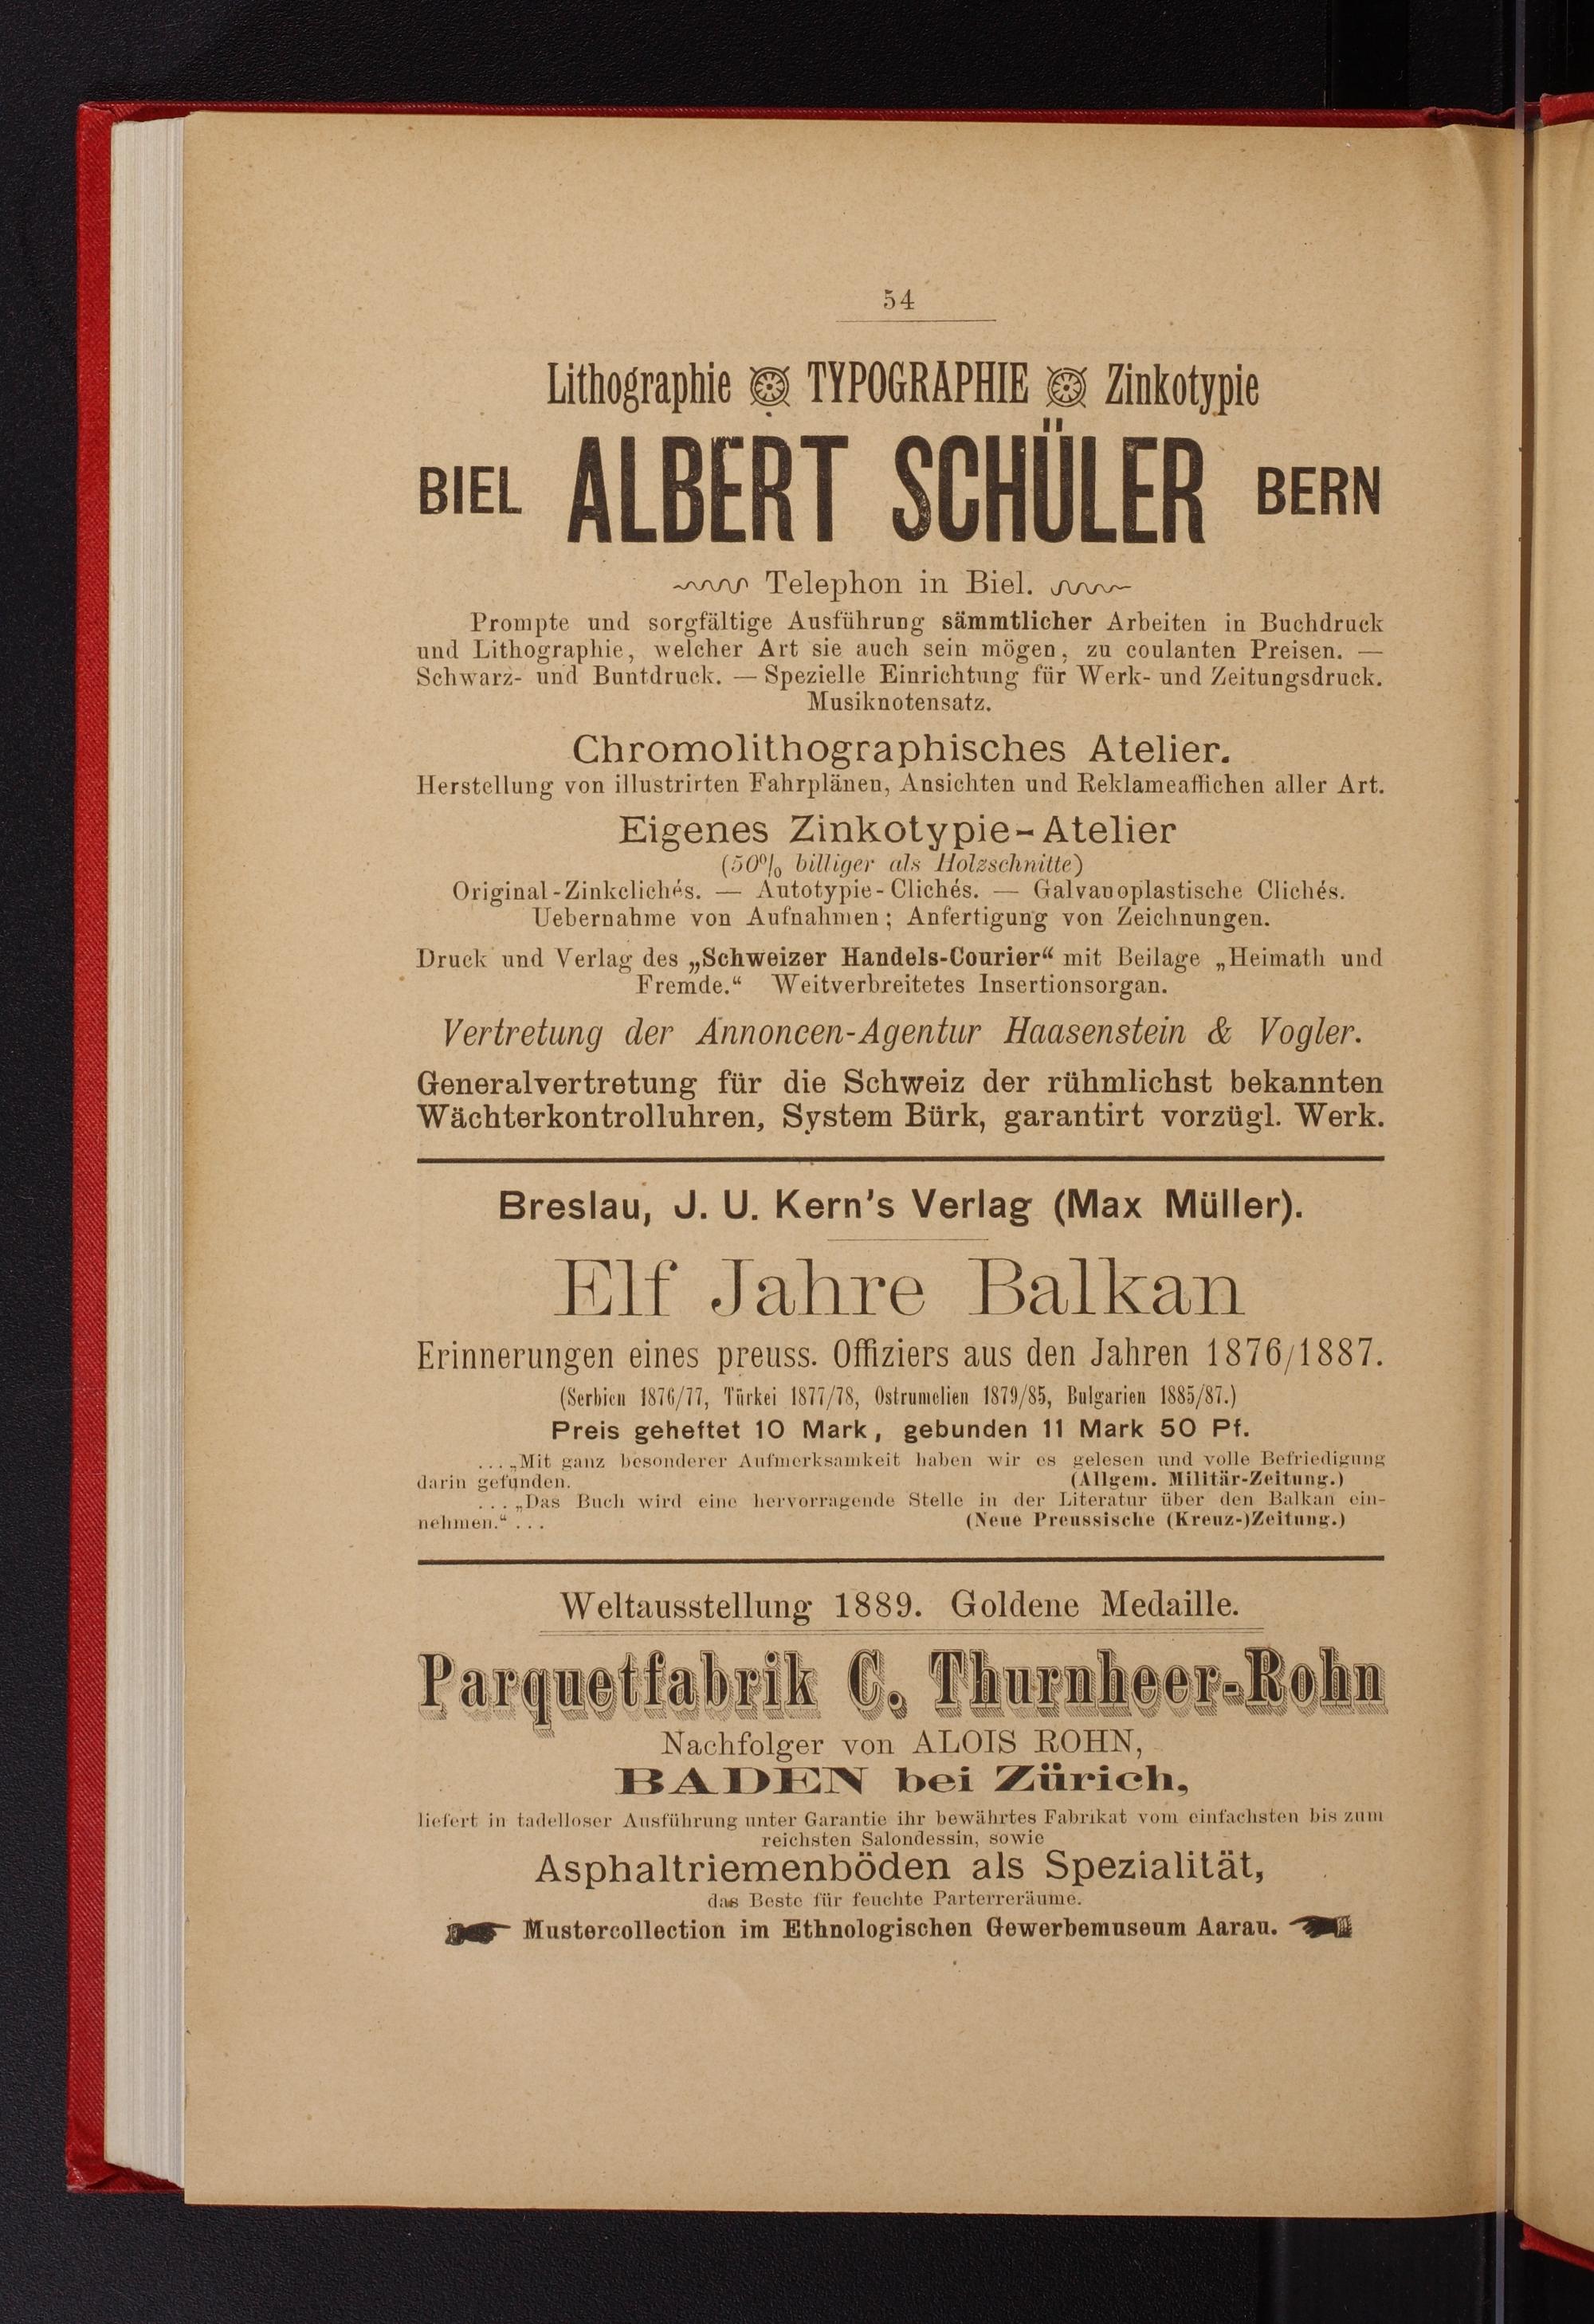 54
Lithographie TYPOGRAPHIE Zinkotypie
BIEL ALBERT SCHÜLER BERN
Telephon in Biel.
Prompte und sorgfältige Ausführung sämmtlicher Arbeiten in Buchdruck
und Lithographie, welcher Art sie auch sein mögen, zu coulanten Preisen. —
Schwarz- und Buntdruck. — Spezielle Einrichtung für Werk- und Zeitungsdruck.
Musiknotensatz.
Chromolithographisches Atelier.
Herstellung von illustrirten Fahrplänen, Ansichten und Reklameaffichen aller Art.
Eigenes Zinkotypie-Atelier
(50% billiger als Holzschnitte)
Original-Zinkclichés. — Autotypie-Clichés. — Galvanoplastische Clichés.
Uebernahme von Aufnahmen; Anfertigung von Zeichnungen.
Druck und Verlag des „Schweizer Handels-Courier“ mit Beilage „Heimath und
Fremde.“ Weitverbreitetes Insertionsorgan.
Vertretung der Annoncen-Agentur Haasenstein & Vogler.
Generalvertretung für die Schweiz der rühmlichst bekannten
Wächterkontrolluhren, System Bürk, garantirt vorzügl. Werk.
Breslau, J. U. Kern's Verlag (Max Müller).
Elf Jahre Balkan
Erinnerungen eines preuss. Offiziers aus den Jahren 1876/1887.
(Serbien 1876/77, Türkei 1877/78, Ostrumelien 1879/85, Bulgarien 1885/87.)
Preis geheftet 10 Mark, gebunden 11 Mark 50 Pf.
... „Mit ganz besonderer Aufmerksamkeit haben wir es gelesen und volle Befriedigung
darin gefunden. (Allgem. Militär-Zeitung.)
... „Das Buch wird eine hervorragende Stelle in der Literatur über den Balkan ein-
nehmen.“ ... (Neue Preussische (Kreuz-)Zeitung.)
Weltausstellung 1889. Goldene Medaille.
Parquetfabrik C. Thurnheer-Rohn
Nachfolger von ALOIS ROHN,
BADEN bei Zürich,
liefert in tadelloser Ausführung unter Garantie ihr bewährtes Fabrikat vom einfachsten bis zum
reichsten Salondessin, sowie
Asphaltriemenböden als Spezialität,
das Beste für feuchte Parterreräume.
Mustercollection im Ethnologischen Gewerbemuseum Aarau.